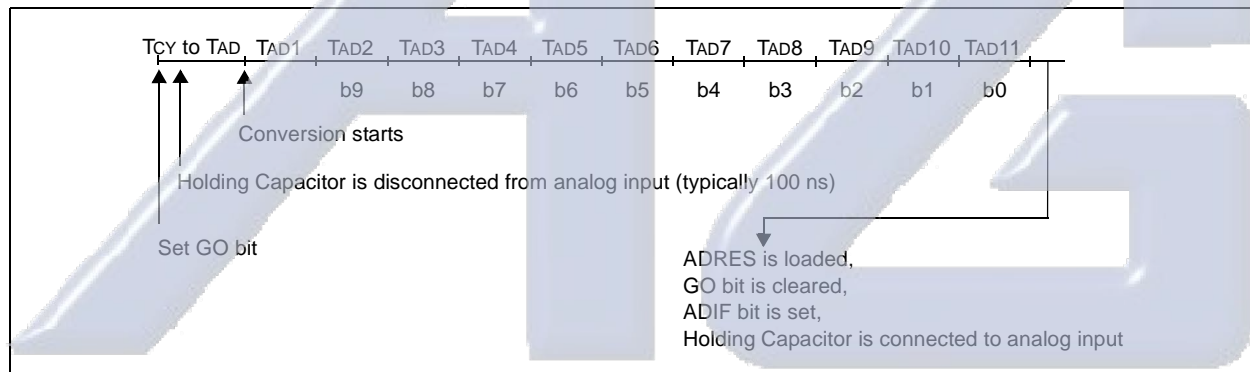 TCY to TAD TAD1 TAD2 TAD3 TAD4 TAD5 TAD6 TAD7 TAD8 TAD9 TAD10 TAD11
b9 b8 b7 b6 b5 b4 b3 b2 b1 b0
Conversion starts
Holding Capacitor is disconnected from analog input (typically 100 ns)
Set GO bit
ADRES is loaded,
GO bit is cleared,
ADIF bit is set,
Holding Capacitor is connected to analog input